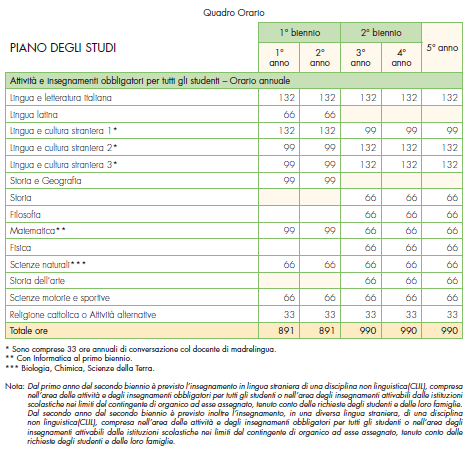 Quadro Orario
PIANO DEGLI STUDI
1° biennio 2° biennio 5° anno
1° anno 2° anno 3° anno 4° anno
Attività e insegnamenti obbligatori per tutti gli studenti – Orario annuale
Lingua e letteratura italiana 132 132 132 132 132
Lingua latina 66 66
Lingua e cultura straniera 1* 132 132 99 99 99
Lingua e cultura straniera 2* 99 99 132 132 132
Lingua e cultura straniera 3* 99 99 132 132 132
Storia e Geografia 99 99
Storia 66 66 66
Filosofia 66 66 66
Matematica** 99 99 66 66 66
Fisica 66 66 66
Scienze naturali*** 66 66 66 66 66
Storia dell'arte 66 66 66
Scienze motorie e sportive 66 66 66 66 66
Religione cattolica o Attività alternative 33 33 33 33 33
Totale ore 891 891 990 990 990
* Sono comprese 33 ore annuali di conversazione col docente di madrelingua.
** Con Informatica al primo biennio.
*** Biologia, Chimica, Scienze della Terra.
Nota: Dal primo anno del secondo biennio è previsto l'insegnamento in lingua straniera di una disciplina non linguistica(CLIL), compresa
nell'area delle attività e degli insegnamenti obbligatori per tutti gli studenti o nell'area degli insegnamenti attivabili dalle istituzioni
scolastiche nei limiti del contingente di organico ad esse assegnato, tenuto conto delle richieste degli studenti e delle loro famiglie.
Dal secondo anno del secondo biennio è previsto inoltre l'insegnamento, in una diversa lingua straniera, di una disciplina
non linguistica(CLIL), compresa nell'area delle attività e degli insegnamenti obbligatori per tutti gli studenti o nell'area degli
insegnamenti attivabili dalle istituzioni scolastiche nei limiti del contingente di organico ad esse assegnato, tenuto conto delle
richieste degli studenti e delle loro famiglie.